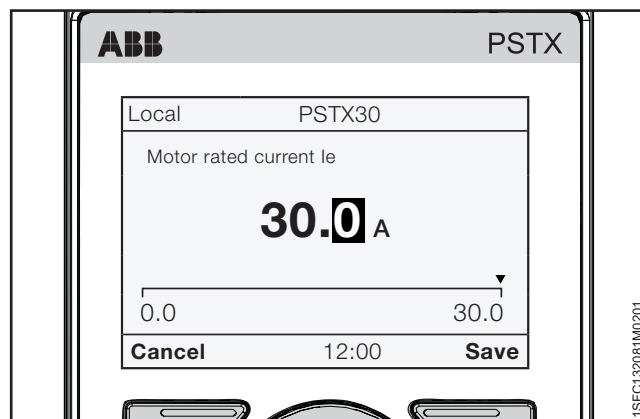 ABB PSTX
Local PSTX30
Motor rated current Ie
30.0 A
0.0 30.0
Cancel 12:00 Save
1SFC132081M0201